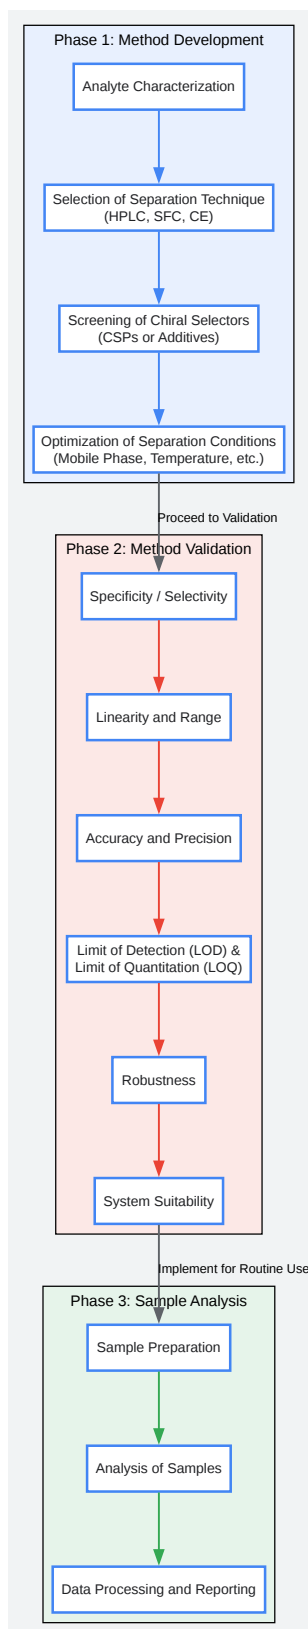 Phase 1: Method Development
Analyte Characterization
Selection of Separation Technique
(HPLC, SFC, CE)
Screening of Chiral Selectors
(CSPs or Additives)
Optimization of Separation Conditions
(Mobile Phase, Temperature, etc.)
Proceed to Validation
Phase 2: Method Validation
Specificity / Selectivity
Linearity and Range
Accuracy and Precision
Limit of Detection (LOD) &
Limit of Quantitation (LOQ)
Robustness
System Suitability
Implement for Routine Use
Phase 3: Sample Analysis
Sample Preparation
Analysis of Samples
Data Processing and Reporting